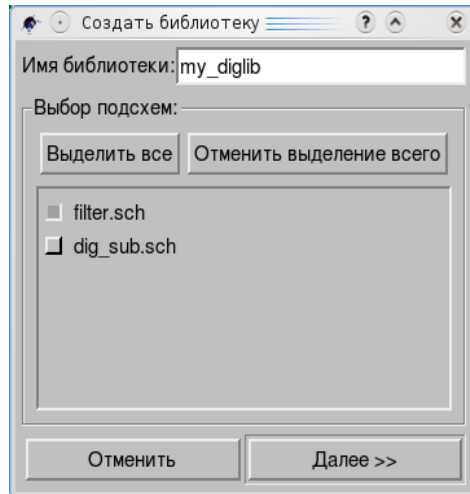 Создать библиотеку
Имя библиотеки: my_diglib
Выбор подсхем:
Выделить все Отменить выделение всего
filter.sch
dig_sub.sch
Отменить Далее >>